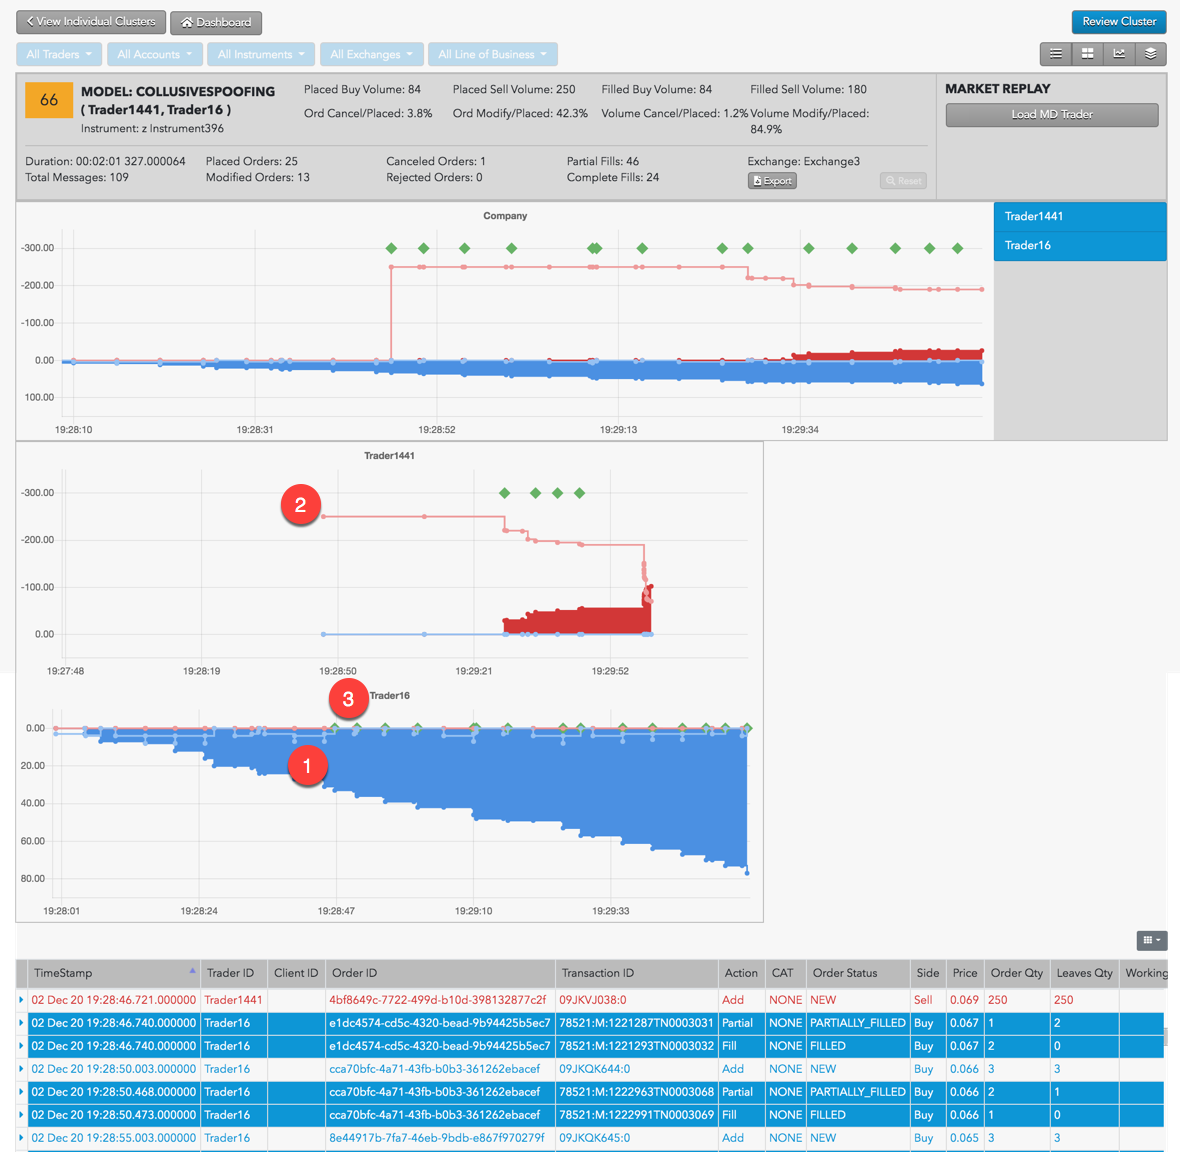 View Individual Clusters Dashboard Review Cluster
All Traders All Accounts All Instruments All Exchanges All Line of Business
66
MODEL: COLLUSIVESPOOFING
( Trader1441, Trader16 )
Instrument: z Instrument396
Placed Buy Volume: 84 Placed Sell Volume: 250 Filled Buy Volume: 84 Filled Sell Volume: 180
Ord Cancel/Placed: 3.8% Ord Modify/Placed: 42.3% Volume Cancel/Placed: 1.2% Volume Modify/Placed:
84.9%
MARKET REPLAY
Load MD Trader
Duration: 00:02:01 327.000064 Placed Orders: 25 Canceled Orders: 1 Partial Fills: 46 Exchange: Exchange3
Total Messages: 109 Modified Orders: 13 Rejected Orders: 0 Complete Fills: 24 Export Reset
Company
Trader1441
Trader16
-300.00
-200.00
-100.00
0.00
100.00
19:28:10 19:28:31 19:28:52 19:29:13 19:29:34
Trader1441
-300.00
2
-200.00
-100.00
0.00
19:27:48 19:28:19 19:28:50 19:29:21 19:29:52
3
Trader16
0.00
1
20.00
40.00
60.00
80.00
19:28:01 19:28:24 19:28:47 19:29:10 19:29:33
TimeStamp Trader ID Client ID Order ID Transaction ID Action CAT Order Status Side Price Order Qty Leaves Qty Working
02 Dec 20 19:28:46.721.000000 Trader1441 4bf8649c-7722-499d-b10d-398132877c2f 09JKVJ038:0 Add NONE NEW Sell 0.069 250 250
02 Dec 20 19:28:46.740.000000 Trader16 e1dc4574-cd5c-4320-bead-9b94425b5ec7 78521:M:1221287TN0003031 Partial NONE PARTIALLY_FILLED Buy 0.067 1 2
02 Dec 20 19:28:46.740.000000 Trader16 e1dc4574-cd5c-4320-bead-9b94425b5ec7 78521:M:1221293TN0003032 Fill NONE FILLED Buy 0.067 2 0
02 Dec 20 19:28:50.003.000000 Trader16 cca70bfc-4a71-43fb-b0b3-361262ebacef 09JKQK644:0 Add NONE NEW Buy 0.066 3 3
02 Dec 20 19:28:50.468.000000 Trader16 cca70bfc-4a71-43fb-b0b3-361262ebacef 78521:M:1222963TN0003068 Partial NONE PARTIALLY_FILLED Buy 0.066 2 1
02 Dec 20 19:28:50.473.000000 Trader16 cca70bfc-4a71-43fb-b0b3-361262ebacef 78521:M:1222991TN0003069 Fill NONE FILLED Buy 0.066 1 0
02 Dec 20 19:28:55.003.000000 Trader16 8e44917b-7fa7-46eb-9bdb-e867f970279f 09JKQK645:0 Add NONE NEW Buy 0.065 3 3